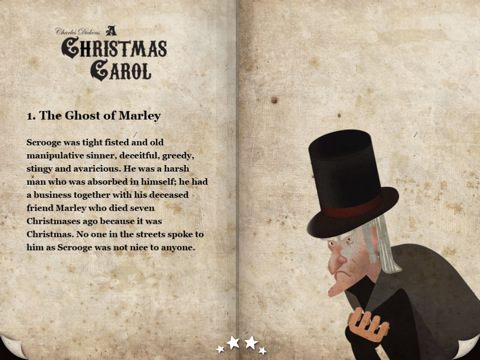 Charles Dickens
A
CHRISTMAS
CAROL
1. The Ghost of Marley
Scrooge was tight fisted and old
manipulative sinner, deceitful, greedy,
stingy and avaricious. He was a harsh
man who was absorbed in himself; he had
a business together with his deceased
friend Marley who died seven
Christmases ago because it was
Christmas. No one in the streets spoke to
him as Scrooge was not nice to anyone.